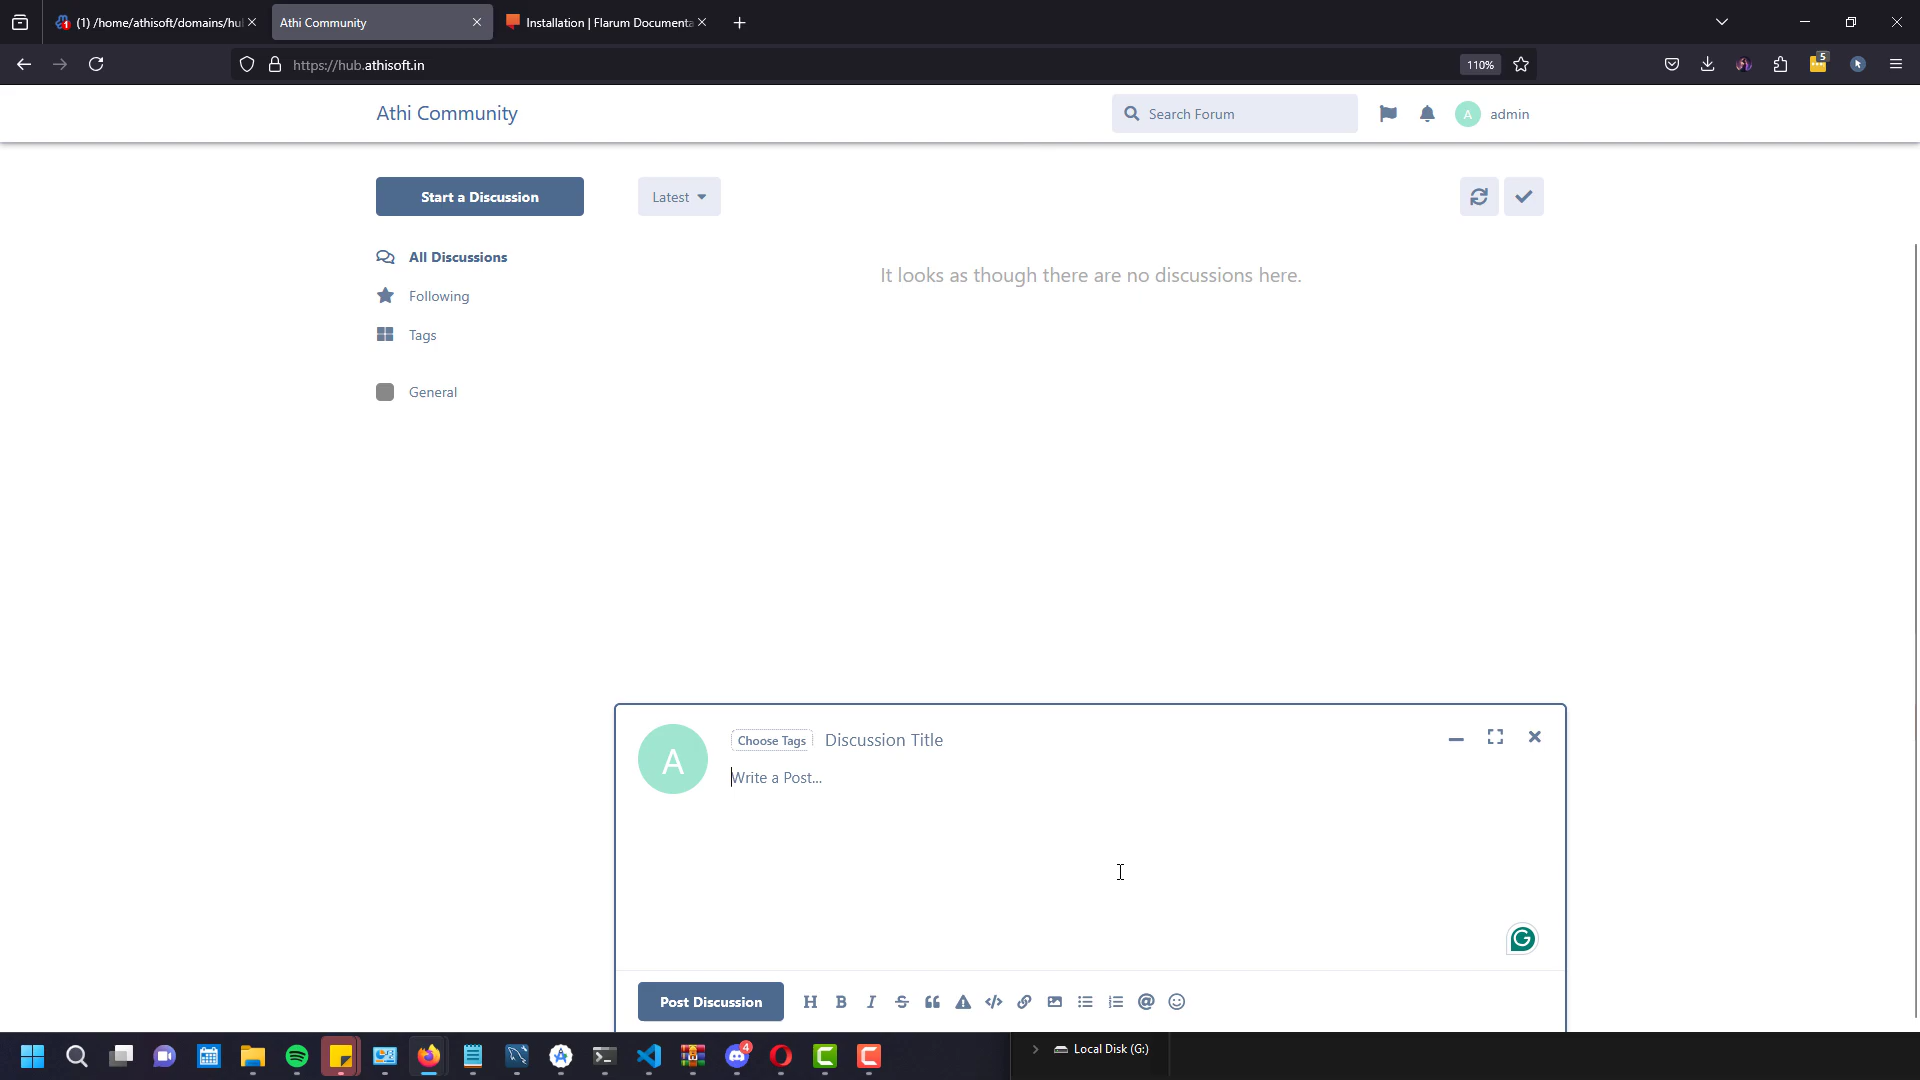 (1) /home/athisoft/domains/hu
Athi Community
Installation | Flarum Documenta
https://hub.athisoft.in
110%
5
Athi Community
Search Forum
A
admin
Start a Discussion
Latest
All Discussions
It looks as though there are no discussions here.
Following
Tags
General
A
Choose Tags
Discussion Title
Write a Post...
G
Post Discussion
H
B
I
S
4
Local Disk (G:)